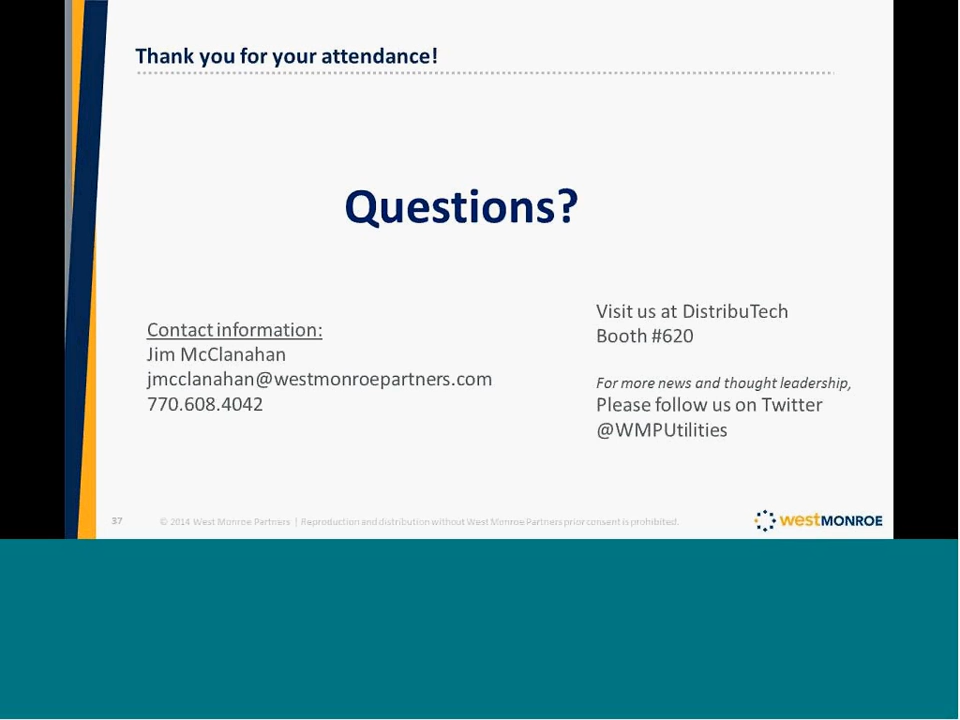 Thank you for your attendance!
Questions?
Contact information:
Jim McClanahan
jmcclanahan@westmonroepartners.com
770.608.4042
Visit us at DistribuTech
Booth #620
For more news and thought leadership,
Please follow us on Twitter
@WMPUtilities
37 © 2014 West Monroe Partners | Reproduction and distribution without West Monroe Partners prior consent is prohibited.
westMONROE